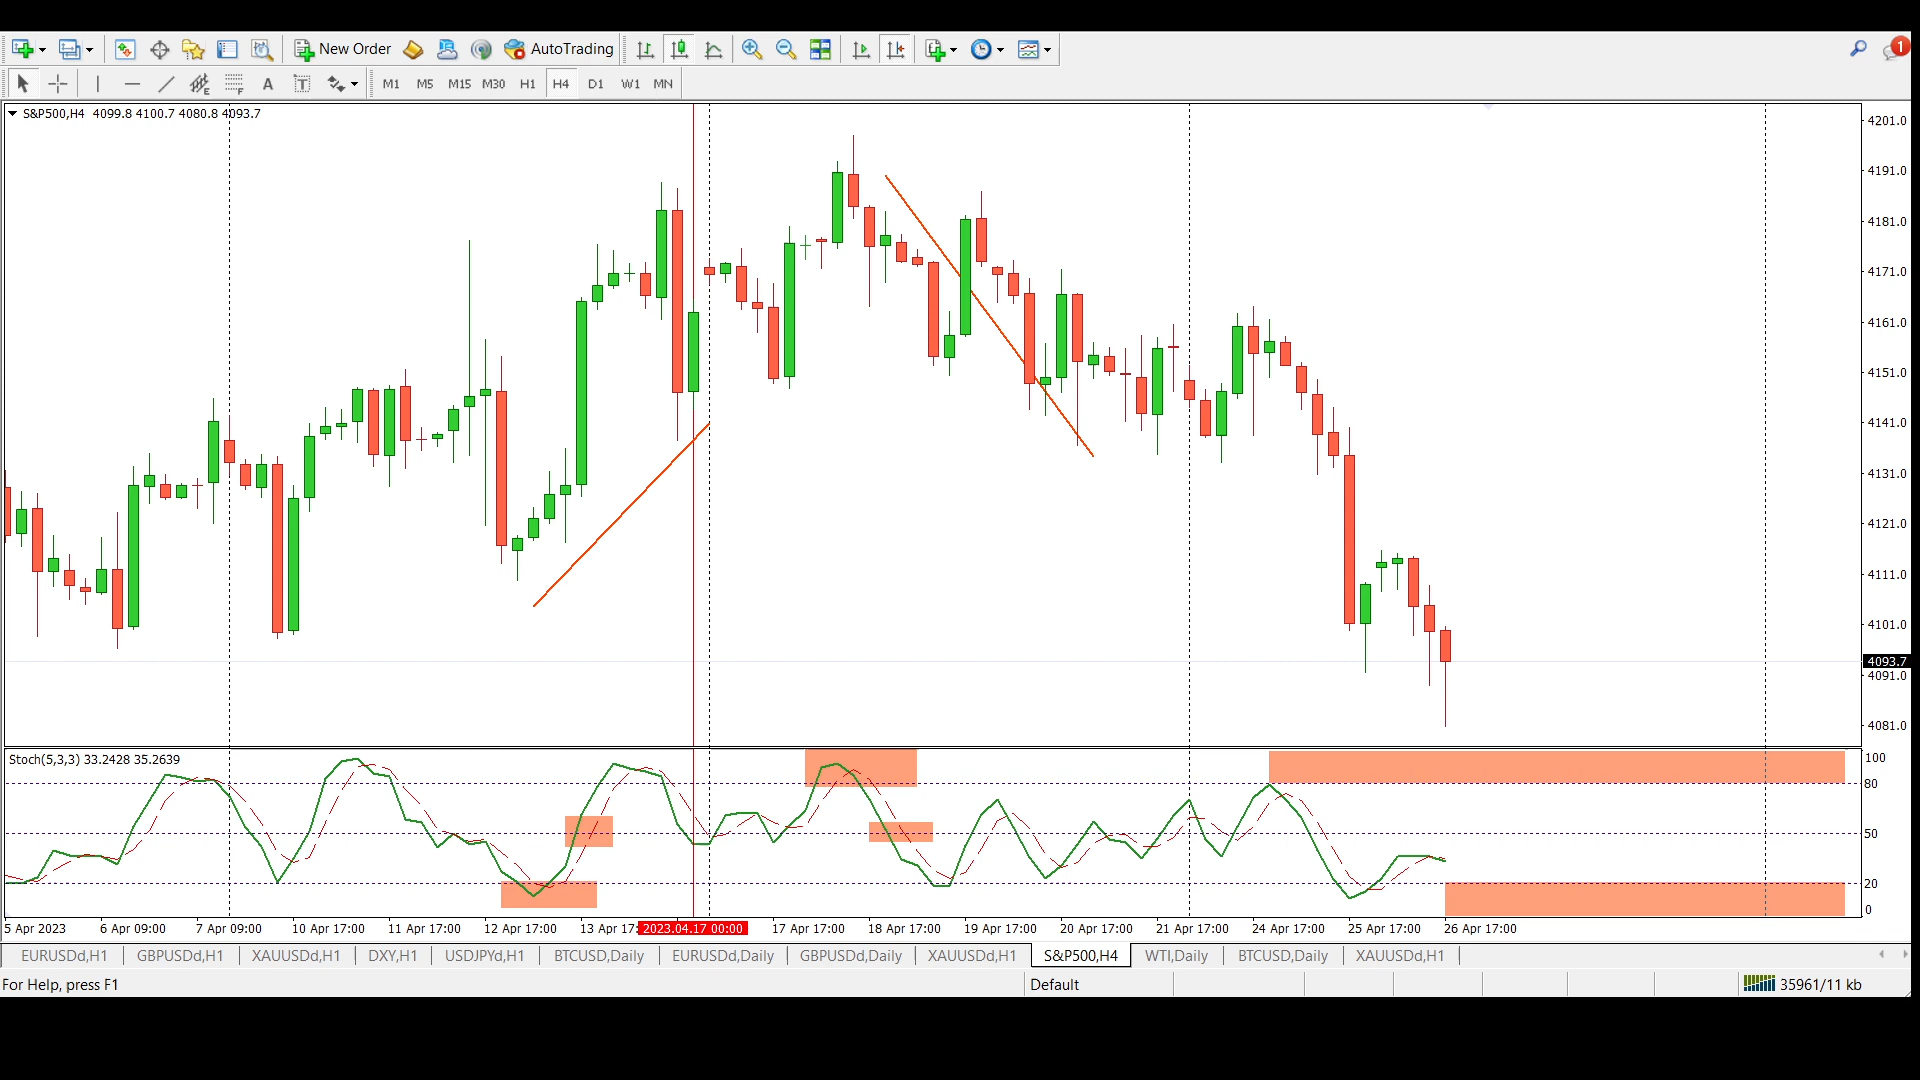 New Order AutoTrading 1
A T M1 M5 M15 M30 H1 H4 D1 W1 MN
S&P500,H4 4099.8 4100.7 4080.8 4093.7
4201.0
4191.0
4181.0
4171.0
4161.0
4151.0
4141.0
4131.0
4121.0
4111.0
4101.0
4093.7
4091.0
4081.0
Stoch(5,3,3) 33.2428 35.2639
100
80
50
20
0
5 Apr 2023 6 Apr 09:00 7 Apr 09:00 10 Apr 17:00 11 Apr 17:00 12 Apr 17:00 13 Apr 17: 2023.04.17 00:00 17 Apr 17:00 18 Apr 17:00 19 Apr 17:00 20 Apr 17:00 21 Apr 17:00 24 Apr 17:00 25 Apr 17:00 26 Apr 17:00
EURUSDd,H1 GBPUSDd,H1 XAUUSDd,H1 DXY,H1 USDJPYd,H1 BTCUSD,Daily EURUSDd,Daily GBPUSDd,Daily XAUUSDd,H1 S&P500,H4 WTI,Daily BTCUSD,Daily XAUUSDd,H1
For Help, press F1 Default 35961/11 kb